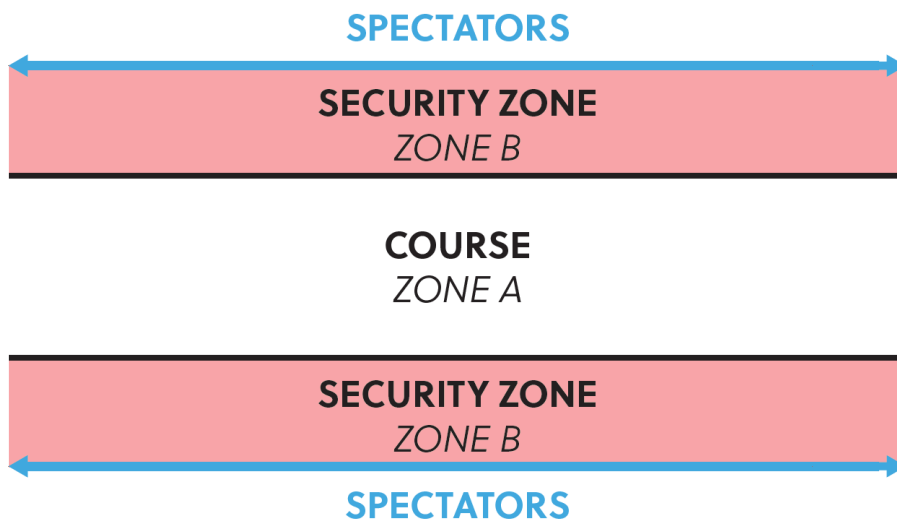 SPECTATORS
SECURITY ZONE
ZONE B
COURSE
ZONE A
SECURITY ZONE
ZONE B
SPECTATORS